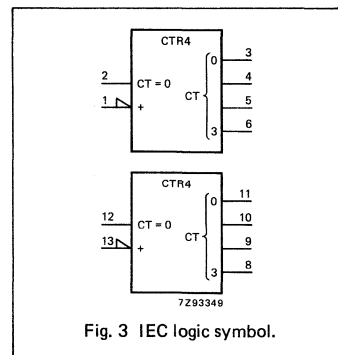 CTR4
0 3
2 CT = 0 4
1 + CT 5
3 6
CTR4
0 11
12 CT = 0 10
13 + CT 9
3 8
7Z93349
Fig. 3 IEC logic symbol.